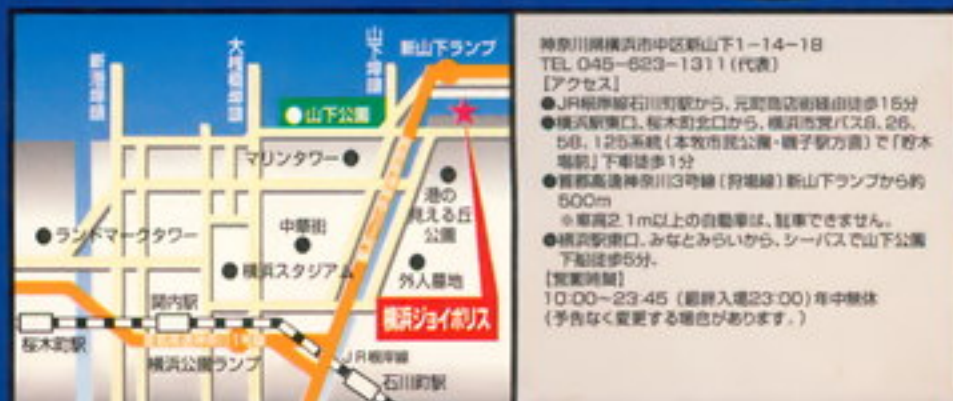 新港埠頭
大桟橋埠頭
山下埠頭
新山下ランプ
山下公園
マリンタワー
港の
見える丘
公園
ランドマークタワー
中華街
横浜スタジアム
外人墓地
関内駅
横浜ジョイポリス
桜木町駅
横浜公園ランプ
JR根岸線
石川町駅
神奈川県横浜市中区新山下1-14-18
TEL 045-623-1311(代表)
[アクセス]
●JR根岸線石川町駅から、元町商店街経由徒歩15分
●横浜駅東口、桜木町北口から、横浜市営バス8、26、
58、125系統(本牧市民公園・磯子駅方面)で「貯木
場前」下車徒歩1分
●首都高速神奈川3号線(狩場線)新山下ランプから約
500m
※車高2.1m以上の自動車は、駐車できません。
●横浜駅東口、みなとみらいから、シーバスで山下公園
下船徒歩5分。
[営業時間]
10:00~23:45 (最終入場23:00)年中無休
(予告なく変更する場合があります。)